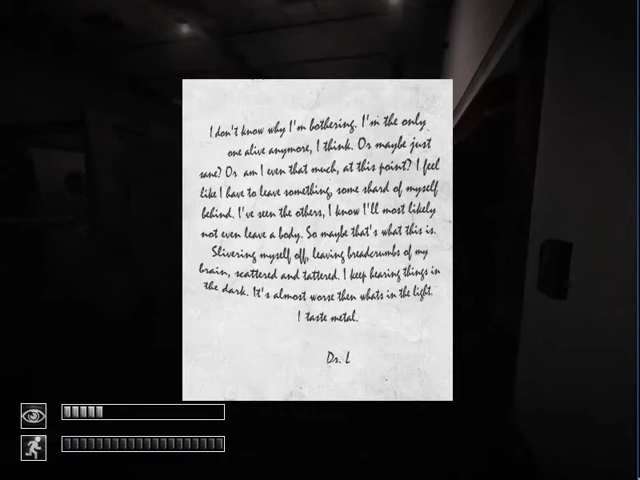 I don't know why I'm bothering. I'm the only
one alive anymore, I think. Or maybe just
sane? Or am I even that much, at this point? I feel
like I have to leave something, some shard of myself
behind. I've seen the others, I know I'll most likely
not even leave a body. So maybe that's what this is.
Slivering myself off, leaving breadcrumbs of my
brain, scattered and tattered. I keep hearing things in
the dark. It's almost worse then whats in the light.
I taste metal.
Dr. L